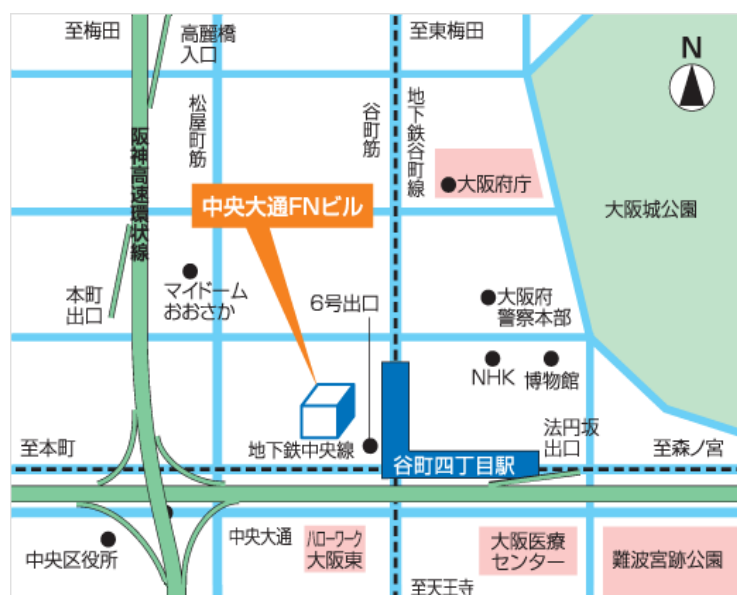 至梅田
高麗橋
入口
至東梅田
N
松屋町筋
谷町筋
地下鉄谷町線
阪神高速環状線
大阪府庁
中央大通FNビル
大阪城公園
本町
出口
マイドーム
おおさか
6号出口
大阪府
警察本部
NHK
博物館
至本町
地下鉄中央線
谷町四丁目駅
法円坂
出口
至森ノ宮
中央区役所
中央大通
ハローワーク
大阪東
大阪医療
センター
難波宮跡公園
至天王寺